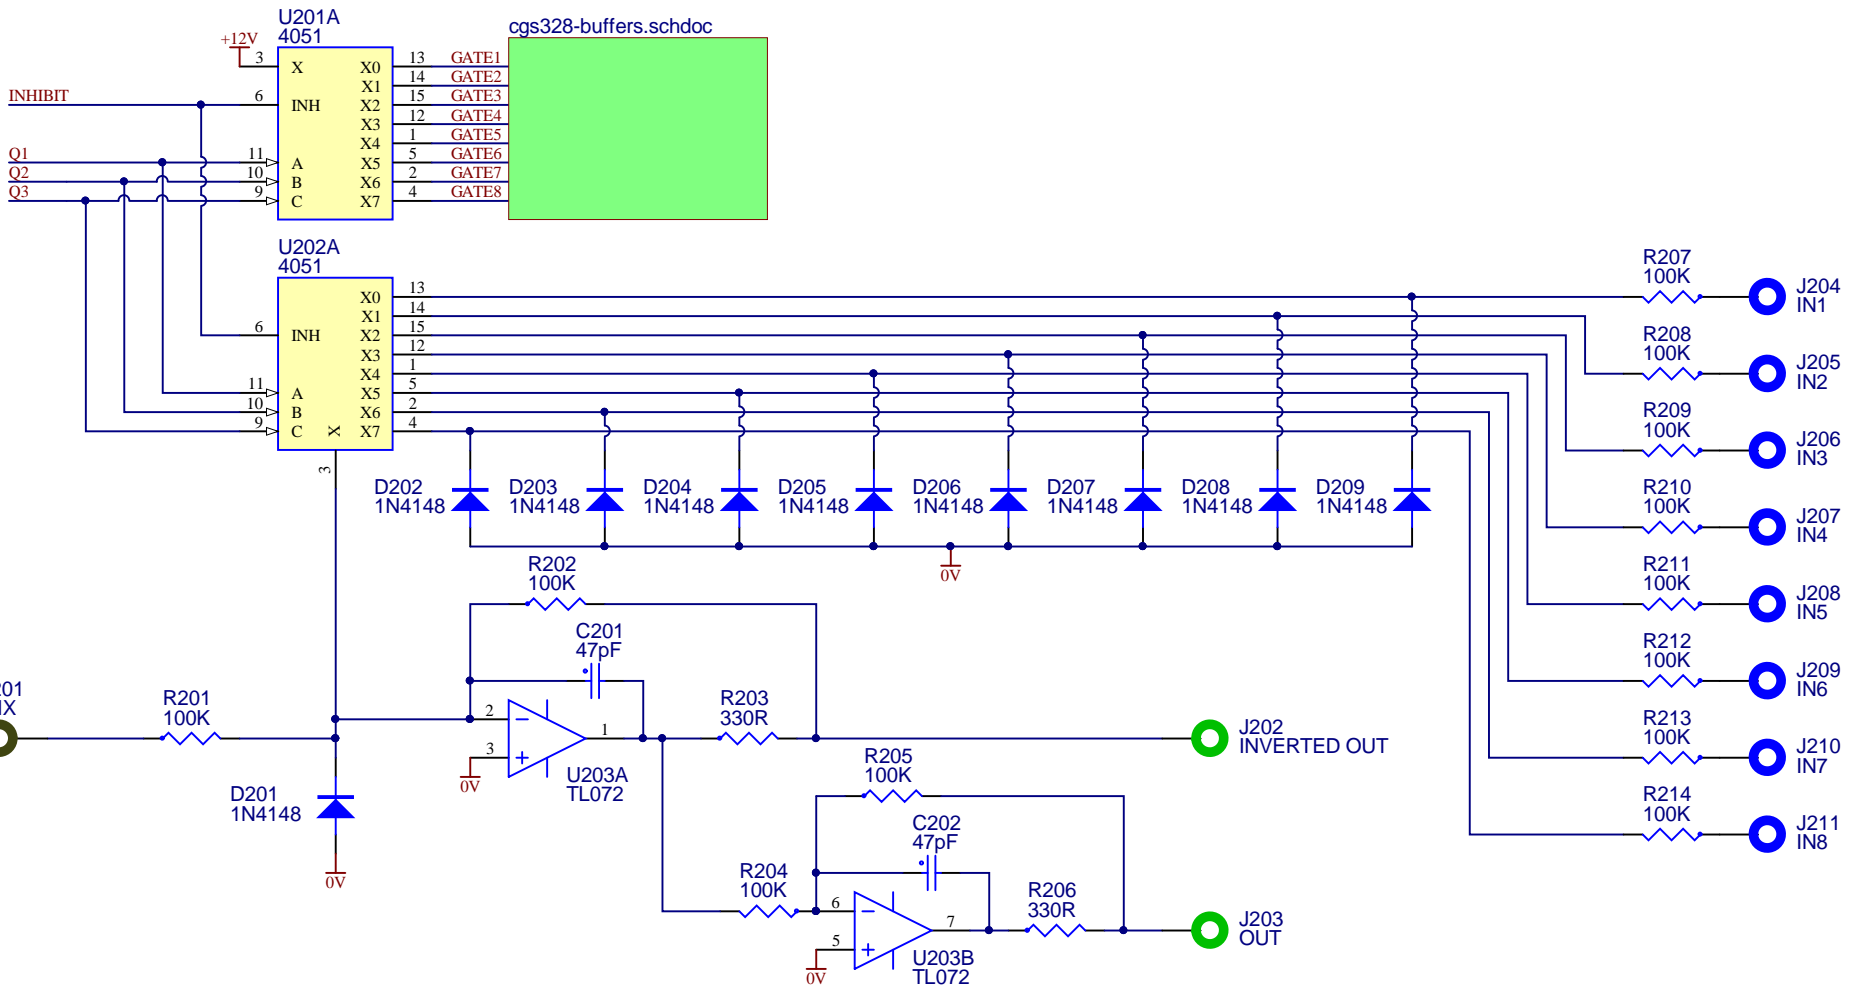 U201A
4051
cgs328-buffers.schdoc
+12V
3
X
X0
13
GATE1
X1
14
GATE2
INHIBIT
6
INH
X2
15
GATE3
X3
12
GATE4
X4
1
GATE5
Q1
11
A
X5
5
GATE6
Q2
10
B
X6
2
GATE7
Q3
9
C
X7
4
GATE8
U202A
4051
X0
13
X1
14
6
INH
X2
15
X3
12
X4
1
11
A
X5
5
10
B
X6
2
9
C
X
X7
4
3
R207
100K
J204
IN1
R208
100K
J205
IN2
R209
100K
J206
IN3
R210
100K
J207
IN4
R211
100K
J208
IN5
R212
100K
J209
IN6
R213
100K
J210
IN7
R214
100K
J211
IN8
D202
1N4148
D203
1N4148
D204
1N4148
D205
1N4148
D206
1N4148
D207
1N4148
D208
1N4148
D209
1N4148
0V
R202
100K
C201
47pF
201
IX
R201
100K
2
3
1
0V
U203A
TL072
R203
330R
J202
INVERTED OUT
D201
1N4148
0V
R205
100K
C202
47pF
R204
100K
6
5
7
0V
U203B
TL072
R206
330R
J203
OUT